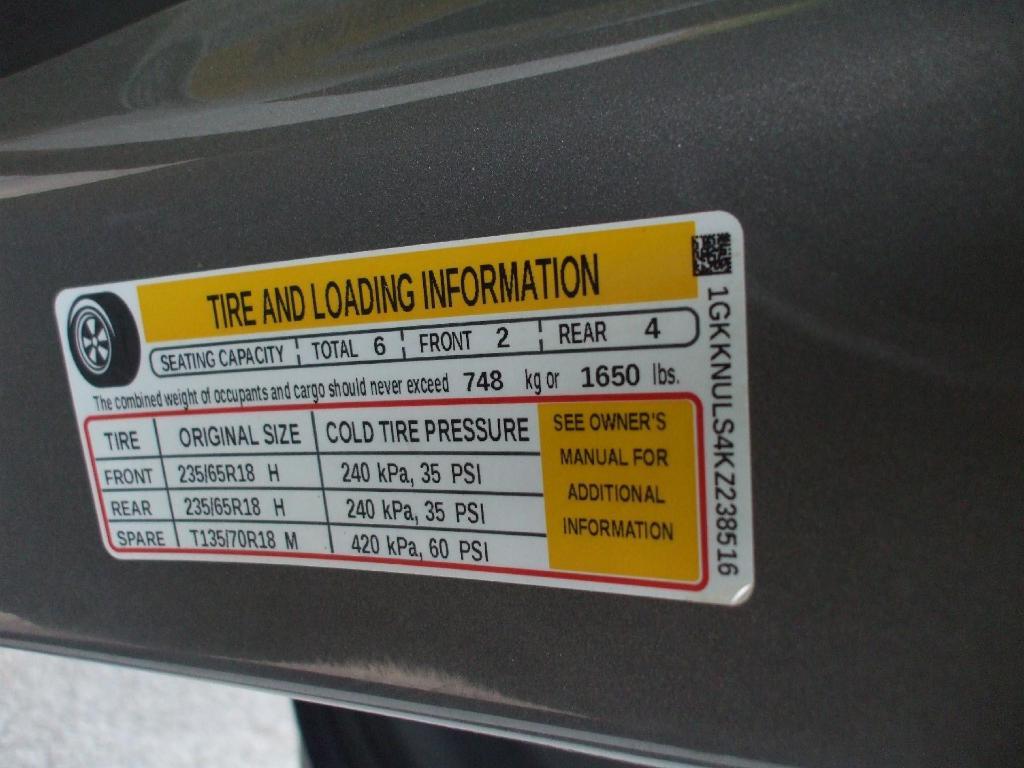 TIRE AND LOADING INFORMATION
SEATING CAPACITY TOTAL 6 FRONT 2 REAR 4
The combined weight of occupants and cargo should never exceed 748 kg or 1650 lbs.
TIRE ORIGINAL SIZE COLD TIRE PRESSURE
FRONT 235/65R18 H 240 kPa, 35 PSI
REAR 235/65R18 H 240 kPa, 35 PSI
SPARE T135/70R18 M 420 kPa, 60 PSI
SEE OWNER'S
MANUAL FOR
ADDITIONAL
INFORMATION
1GKKNULS4KZ238516